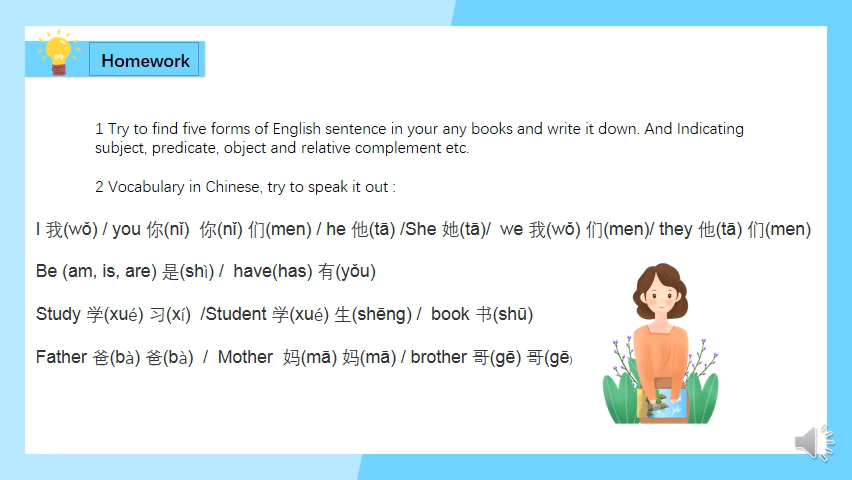 Homework
1 Try to find five forms of English sentence in your any books and write it down. And Indicating
subject, predicate, object and relative complement etc.
2 Vocabulary in Chinese, try to speak it out :
I 我(wǒ) / you 你(nǐ) 你(nǐ) 们(men) / he 他(tā) /She 她(tā)/ we 我(wǒ) 们(men)/ they 他(tā) 们(men)
Be (am, is, are) 是(shì) / have(has) 有(yǒu)
Study 学(xué) 习(xí) /Student 学(xué) 生(shēng) / book 书(shū)
Father 爸(bà) 爸(bà) / Mother 妈(mā) 妈(mā) / brother 哥(gē) 哥(gē)